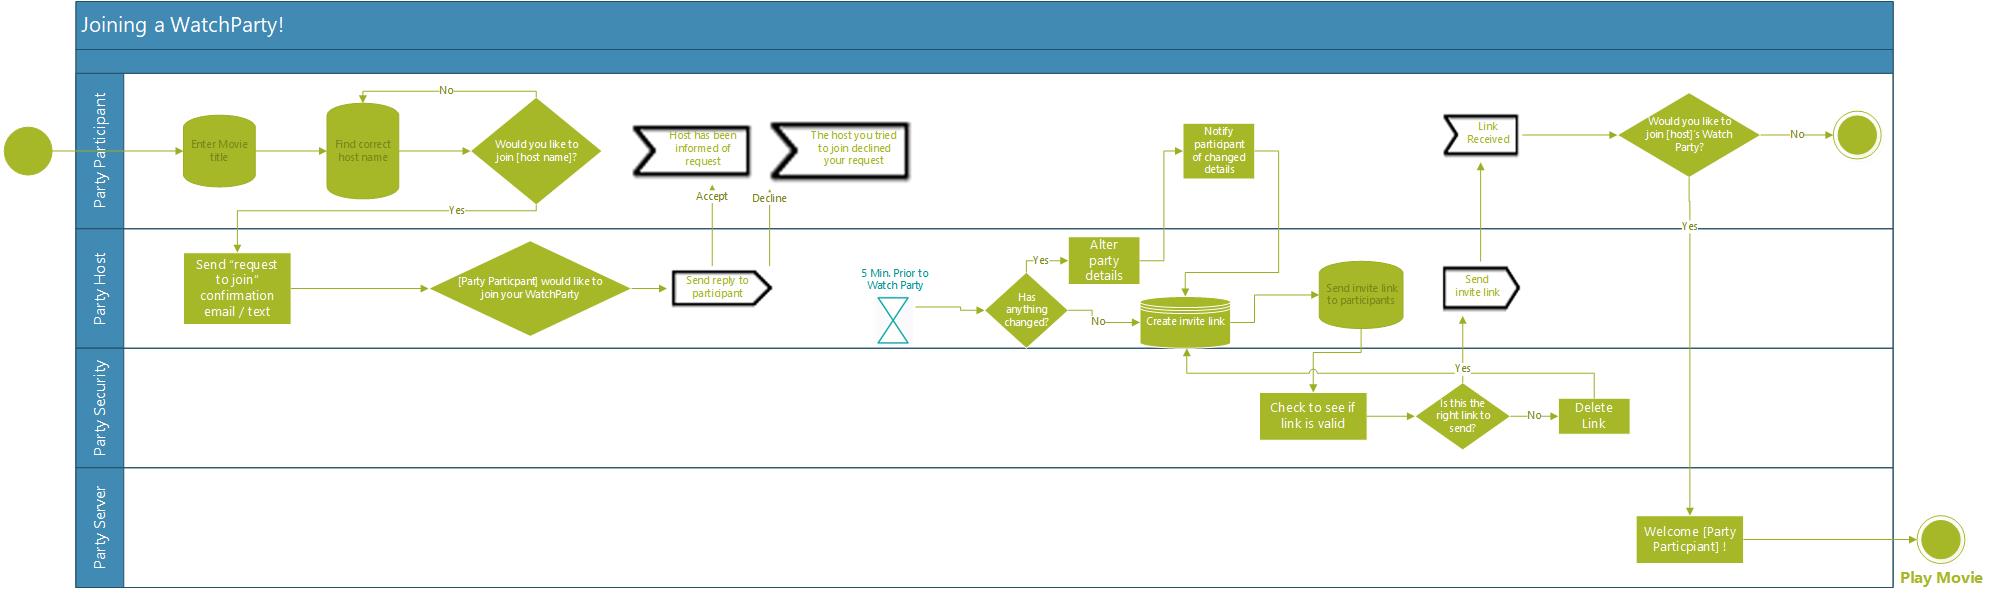 Joining a WatchParty!
Party Participant
Enter Movie
title
Find correct
host name
No
Would you like to
join [host name]?
Yes
Host has been
informed of
request
The host you tried
to join declined
your request
Accept
Decline
Notify
participant
of changed
details
Link
Received
Would you like to
join [host]'s Watch
Party?
No
Yes
Party Host
Send "request
to join"
confirmation
email / text
[Party Particpant] would like to
join your WatchParty
Send reply to
participant
5 Min. Prior to
Watch Party
Has
anything
changed?
Yes
No
Alter
party
details
Create invite link
Send invite link
to participants
Send
invite link
Party Security
Check to see if
link is valid
Yes
Is this the
right link to
send?
No
Delete
Link
Party Server
Welcome [Party
Particpiant] !
Play Movie